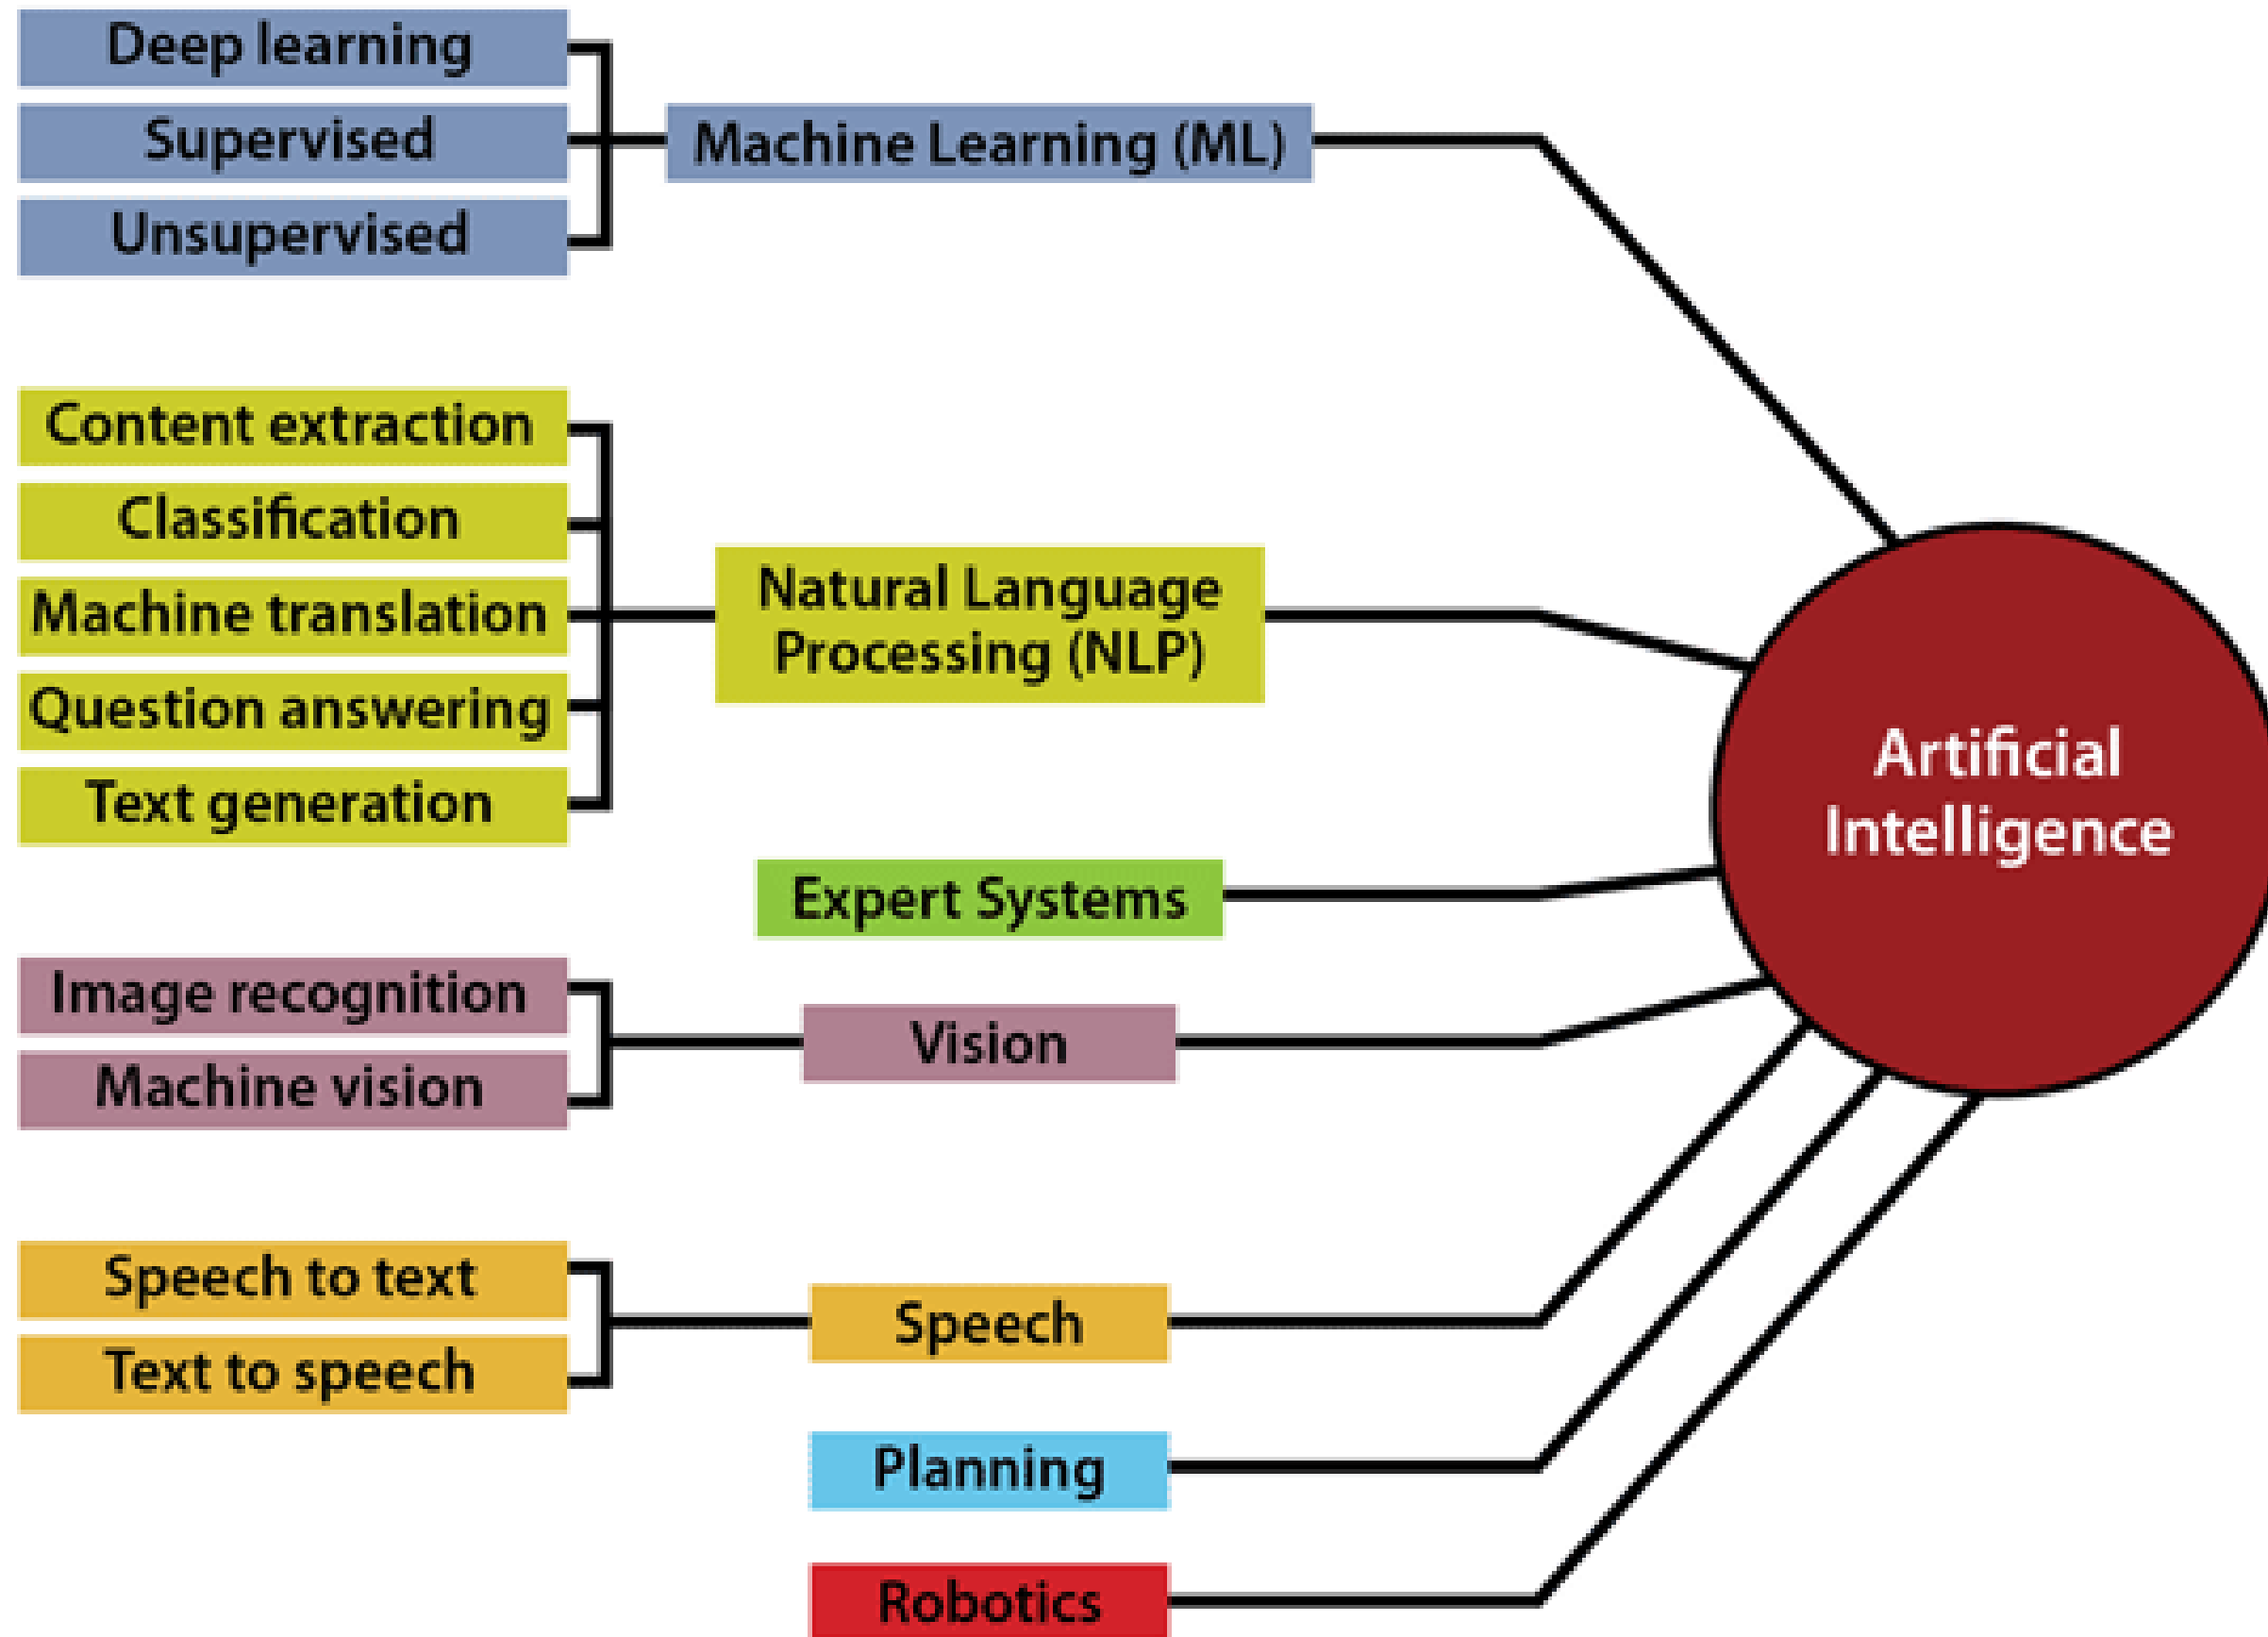 Deep learning
Supervised
Unsupervised
Machine Learning (ML)
Content extraction
Classification
Machine translation
Question answering
Text generation
Natural Language
Processing (NLP)
Artificial
Intelligence
Expert Systems
Image recognition
Machine vision
Vision
Speech to text
Text to speech
Speech
Planning
Robotics